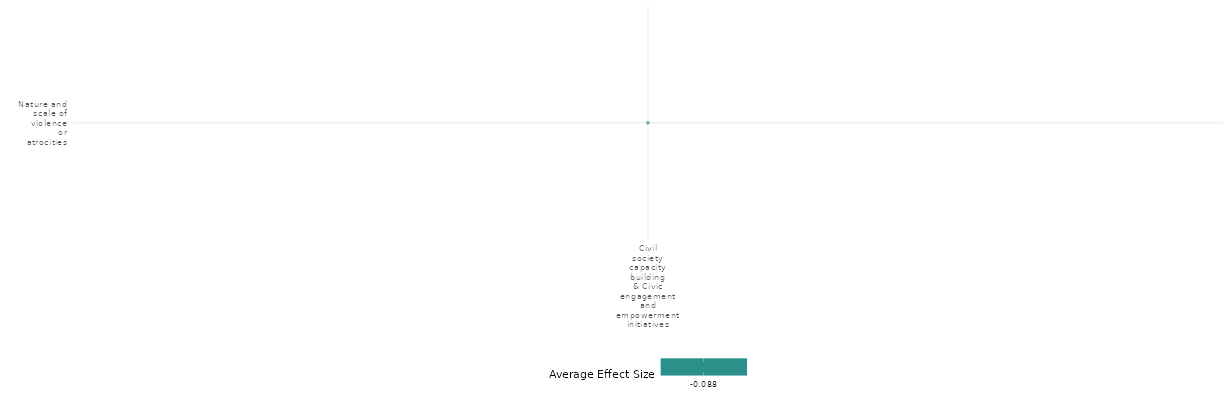 Nature and
scale of
violence
or
atrocities
Civil
society
capacity
building
& Civic
engagement
and
empowerment
initiatives
Average Effect Size
-0.088